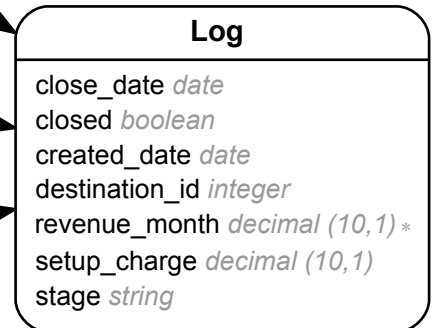 Log
close_date date
closed boolean
created_date date
destination_id integer
revenue_month decimal (10,1) *
setup_charge decimal (10,1)
stage string